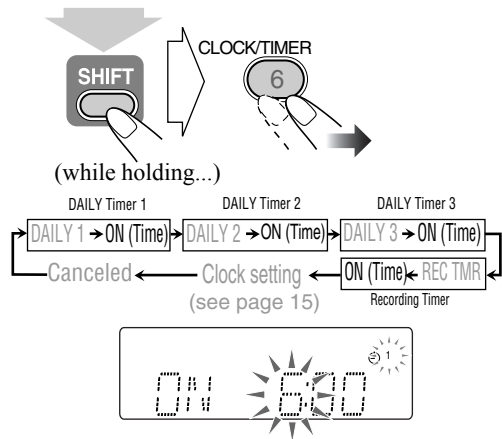 CLOCK/TIMER
SHIFT
6
(while holding...)
DAILY Timer 1 DAILY Timer 2 DAILY Timer 3
DAILY 1 ON (Time) DAILY 2 ON (Time) DAILY 3 ON (Time)
Canceled Clock setting ON (Time) REC TMR
(see page 15) Recording Timer
1
ON 6:30